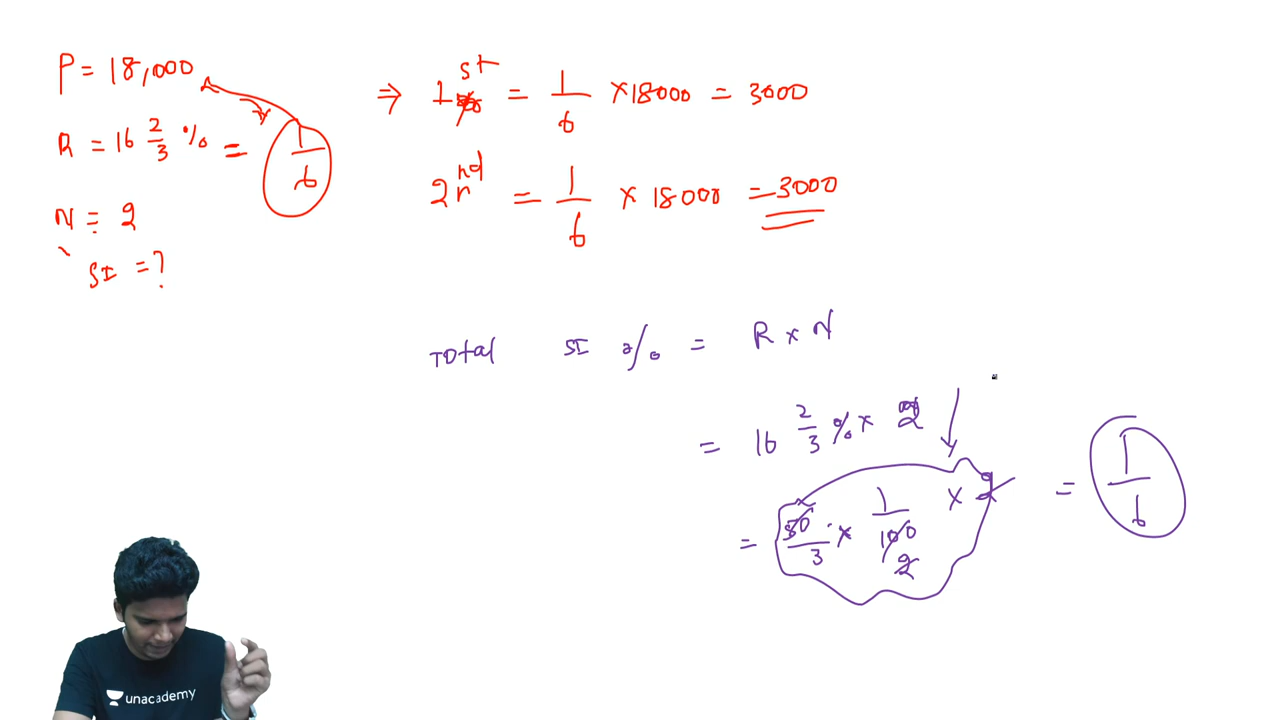 P = 18,000
R = 16 2/3 % = 1/6
N = 2
SI = ?
⇒ 1st = 1/6 × 18000 = 3000
2nd = 1/6 × 18000 = 3000
Total SI % = R × N
= 16 2/3 % × 2
= 50/3 × 1/100 × 2 = 1/6
2
unacademy